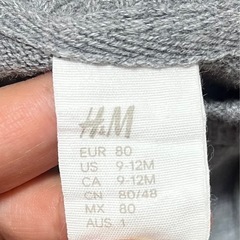 H&M
EUR 80
US 9-12M
CA 9-12M
CN 80/48
MX 80
AUS 1